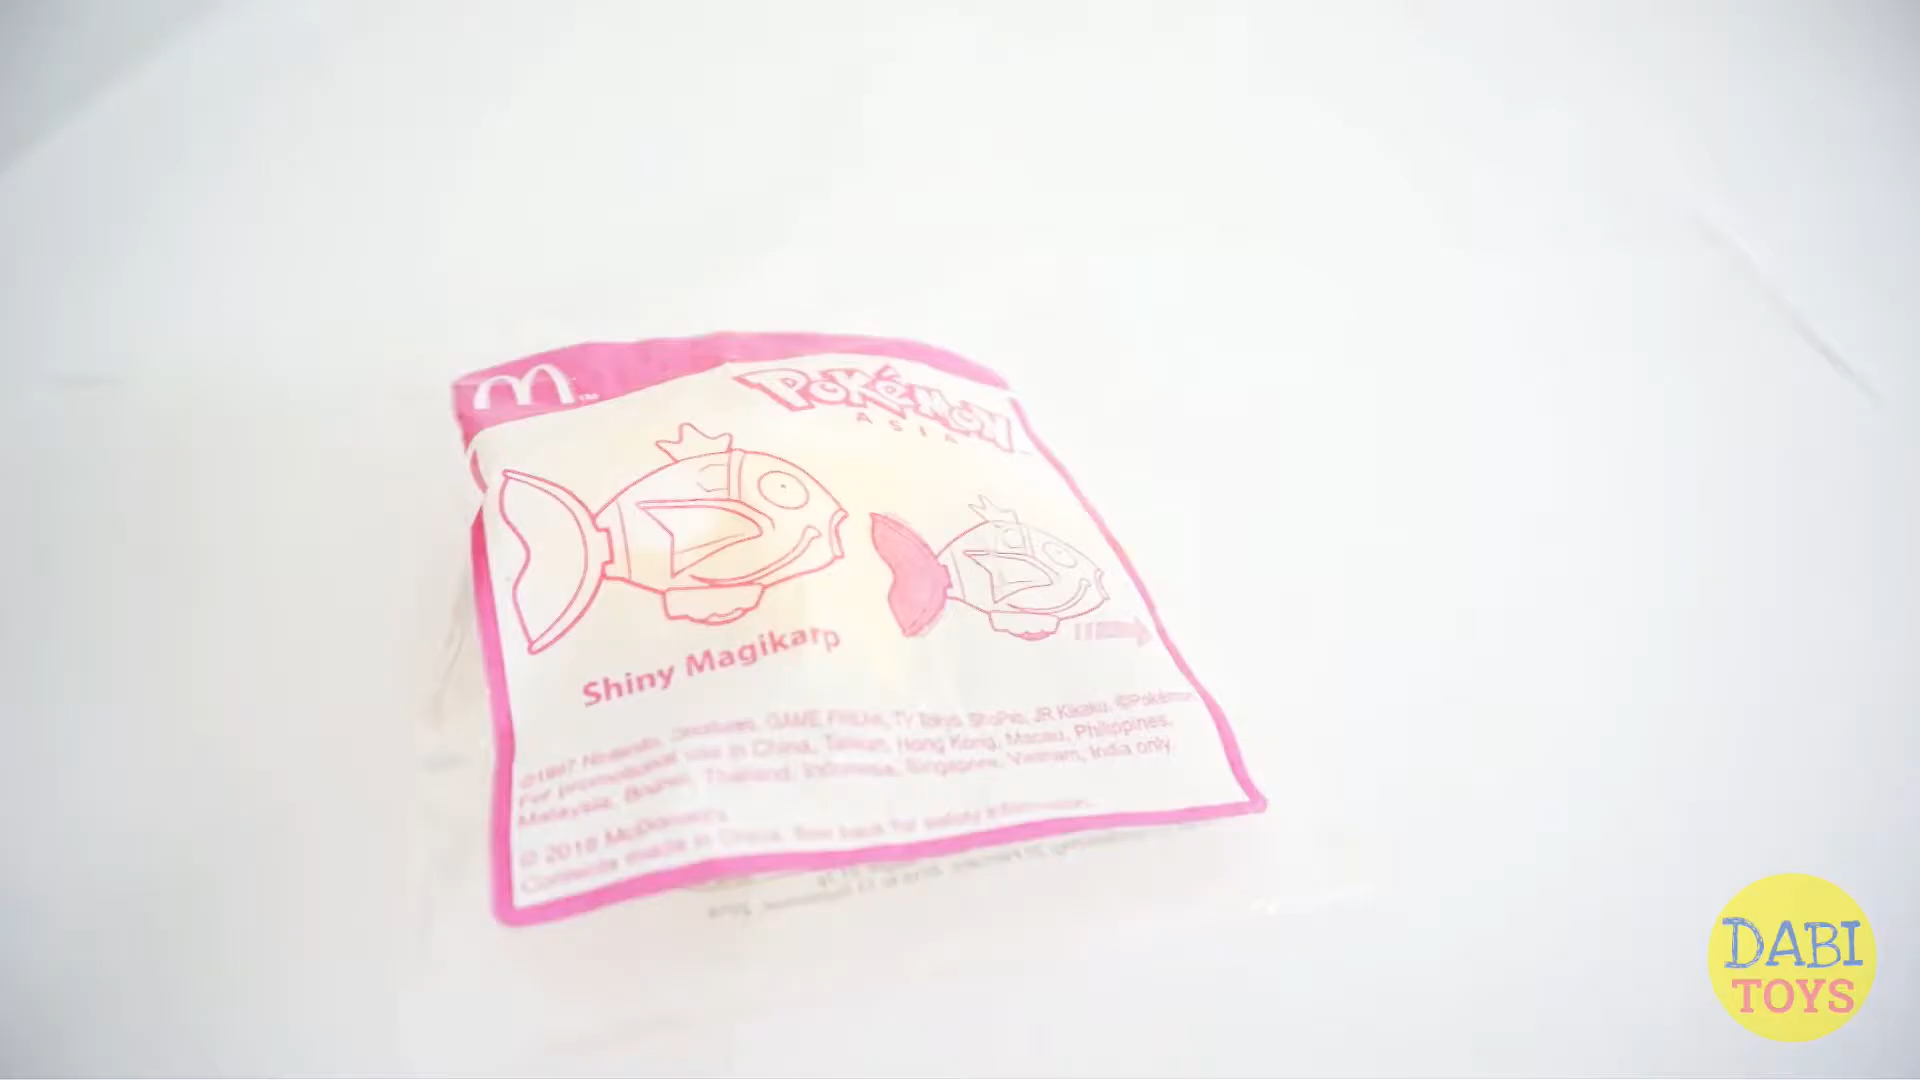 M
POKÉMON
ASIA
Shiny Magikarp
©1997 Nintendo, Creatures, GAME FREAK, TV Tokyo, ShoPro, JR Kikaku. ©Pokémon.
For promotional use in China, Taiwan, Hong Kong, Macau, Philippines,
Malaysia, Brunei, Thailand, Indonesia, Singapore, Vietnam, India only.
© 2018 McDonald's
Contents made in China. See back for safety information.
DABI
TOYS